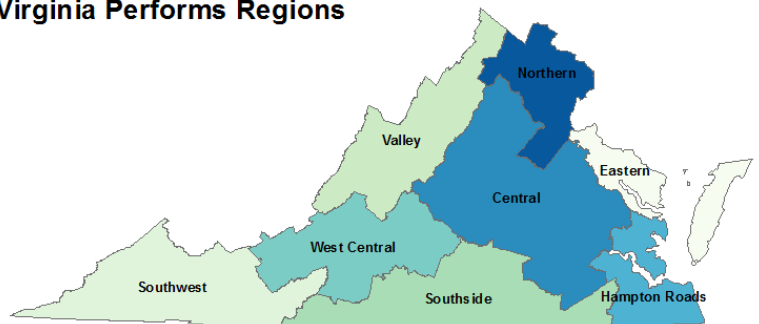 Virginia Performs Regions
Northern
Valley
Eastern
Central
West Central
Southwest
Southside
Hampton Roads